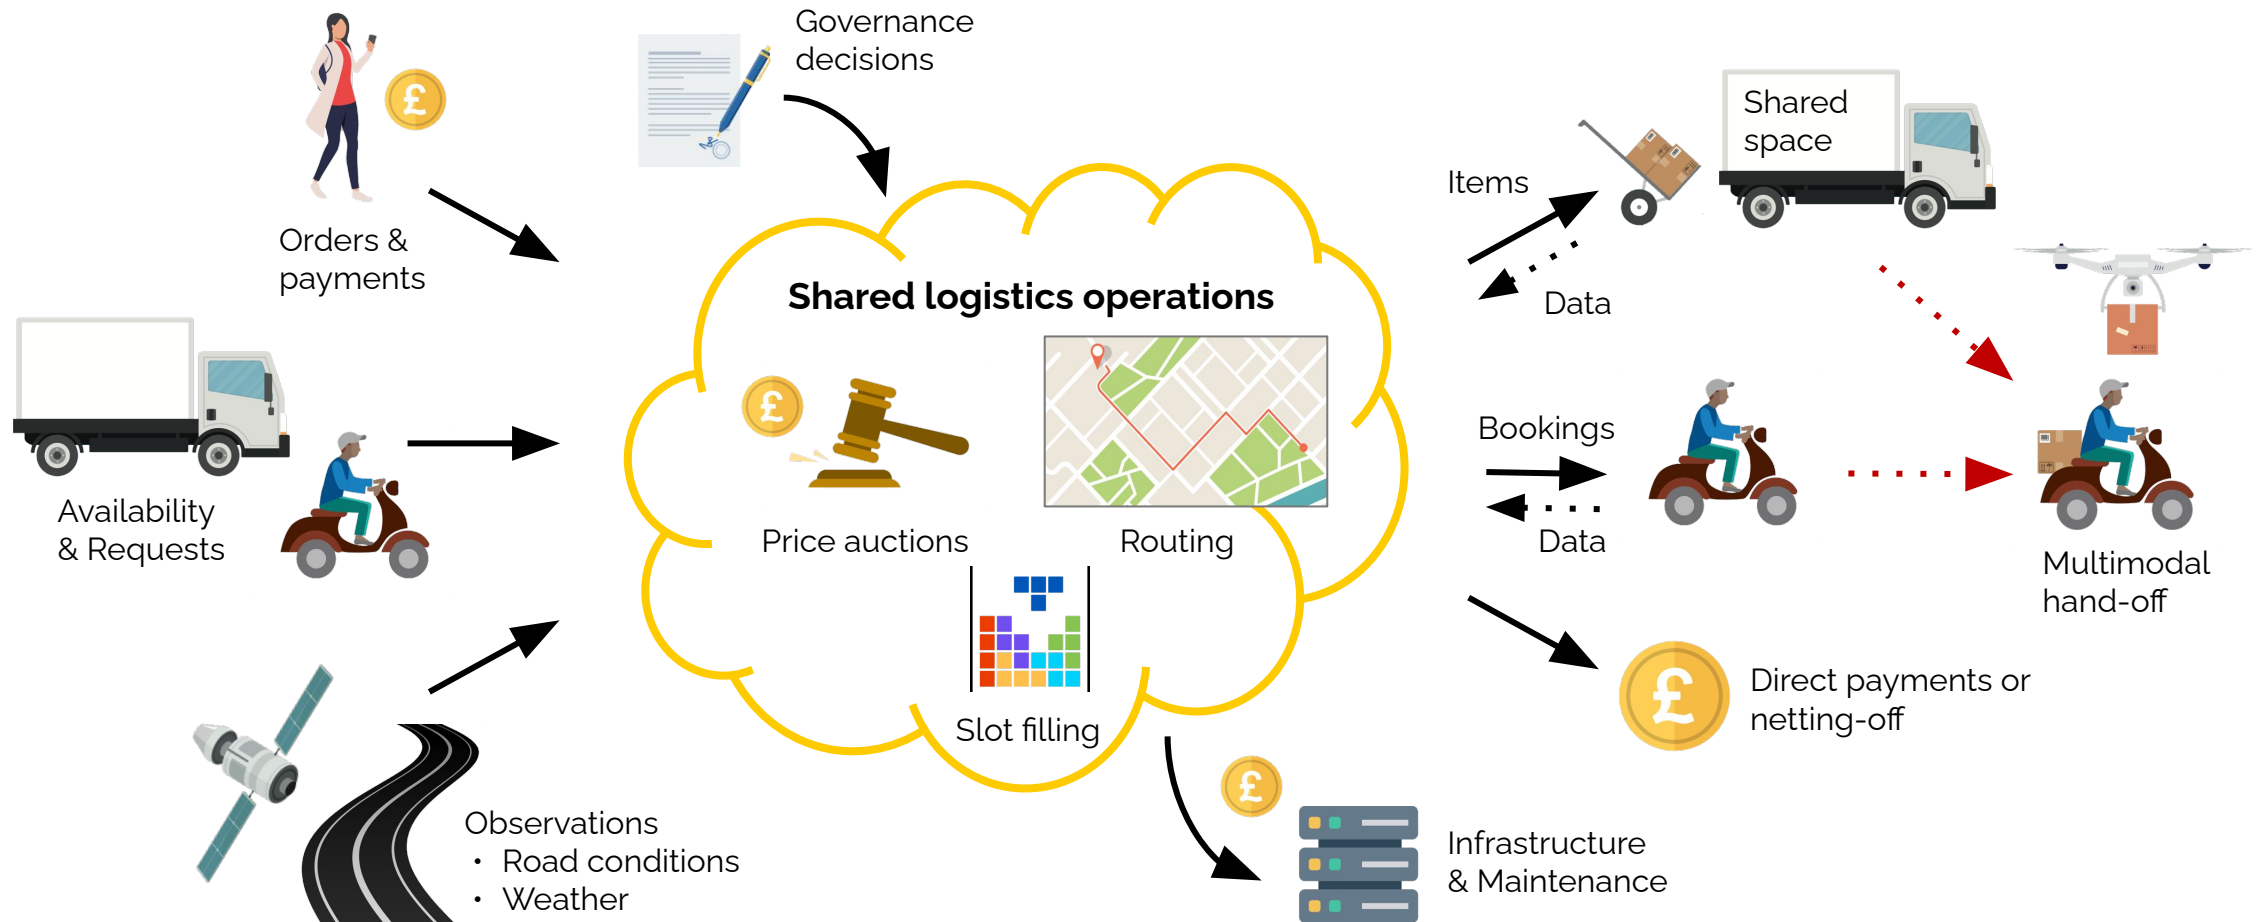 Governance
decisions
£
Orders &
payments
Availability
& Requests
Observations
• Road conditions
• Weather
Shared logistics operations
£
Price auctions
Routing
Slot filling
Items
Data
Shared
space
Bookings
Data
Multimodal
hand-off
£
Direct payments or
netting-off
£
Infrastructure
& Maintenance